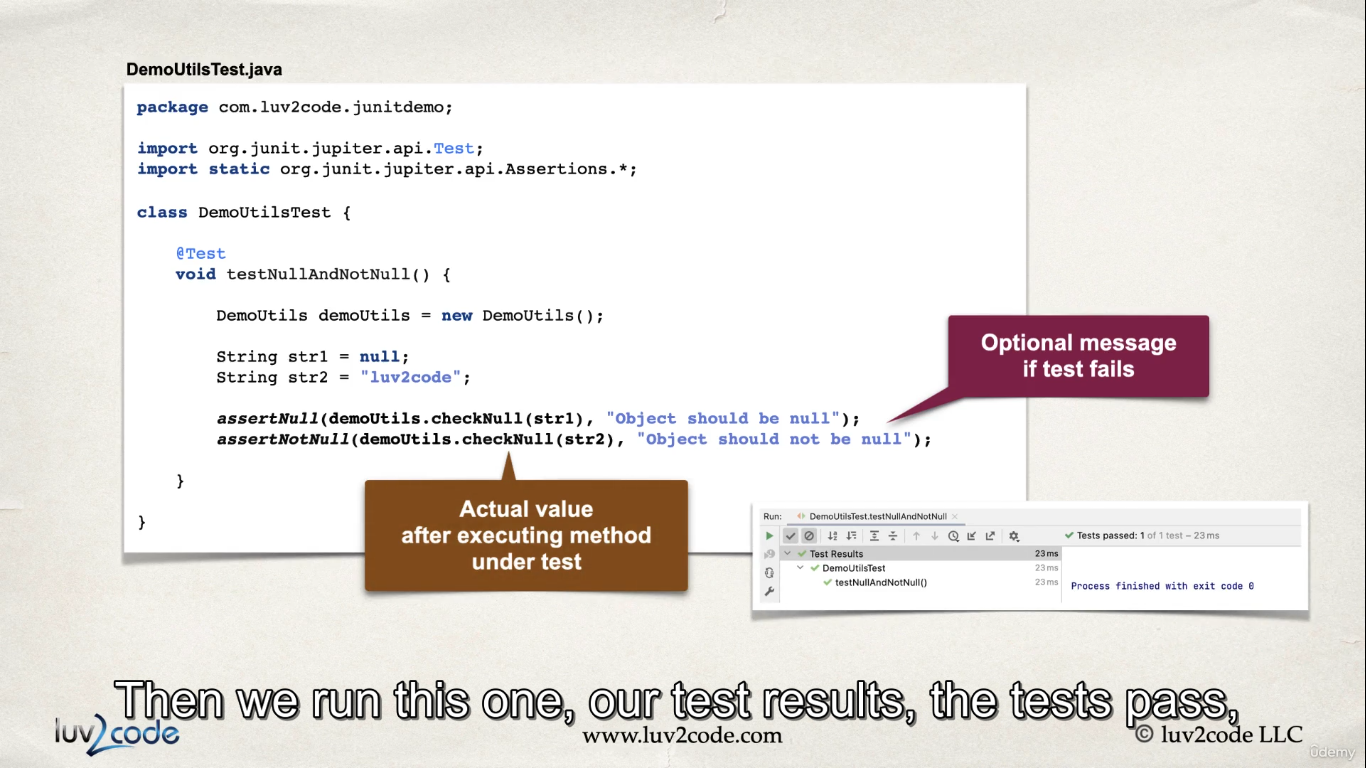 DemoUtilsTest.java
package com.luv2code.junitdemo;
import org.junit.jupiter.api.Test;
import static org.junit.jupiter.api.Assertions.*;
class DemoUtilsTest {
@Test
void testNullAndNotNull() {
DemoUtils demoUtils = new DemoUtils();
String str1 = null;
String str2 = "luv2code";
assertNull(demoUtils.checkNull(str1), "Object should be null");
assertNotNull(demoUtils.checkNull(str2), "Object should not be null");
}
}
Optional message
if test fails
Actual value
after executing method
under test
Run: DemoUtilsTest.testNullAndNotNull
Tests passed: 1 of 1 test – 23 ms
Test Results 23 ms
DemoUtilsTest 23 ms
testNullAndNotNull() 23 ms
Process finished with exit code 0
Then we run this one, our test results, the tests pass,
luv2code
www.luv2code.com
© luv2code LLC
ûdemy